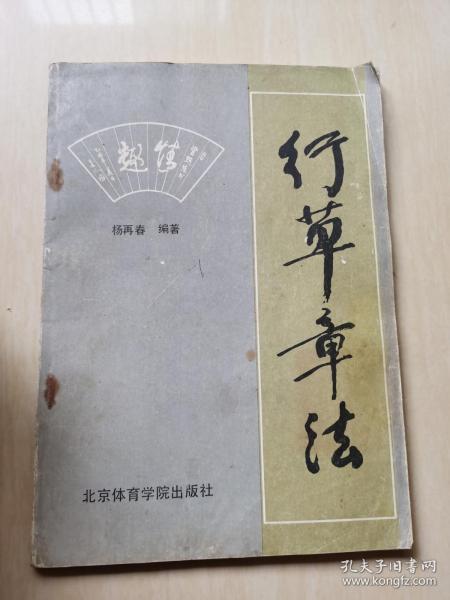 行草章法
杨再春 编著
北京体育学院出版社
孔夫子旧书网
www.kongfz.com